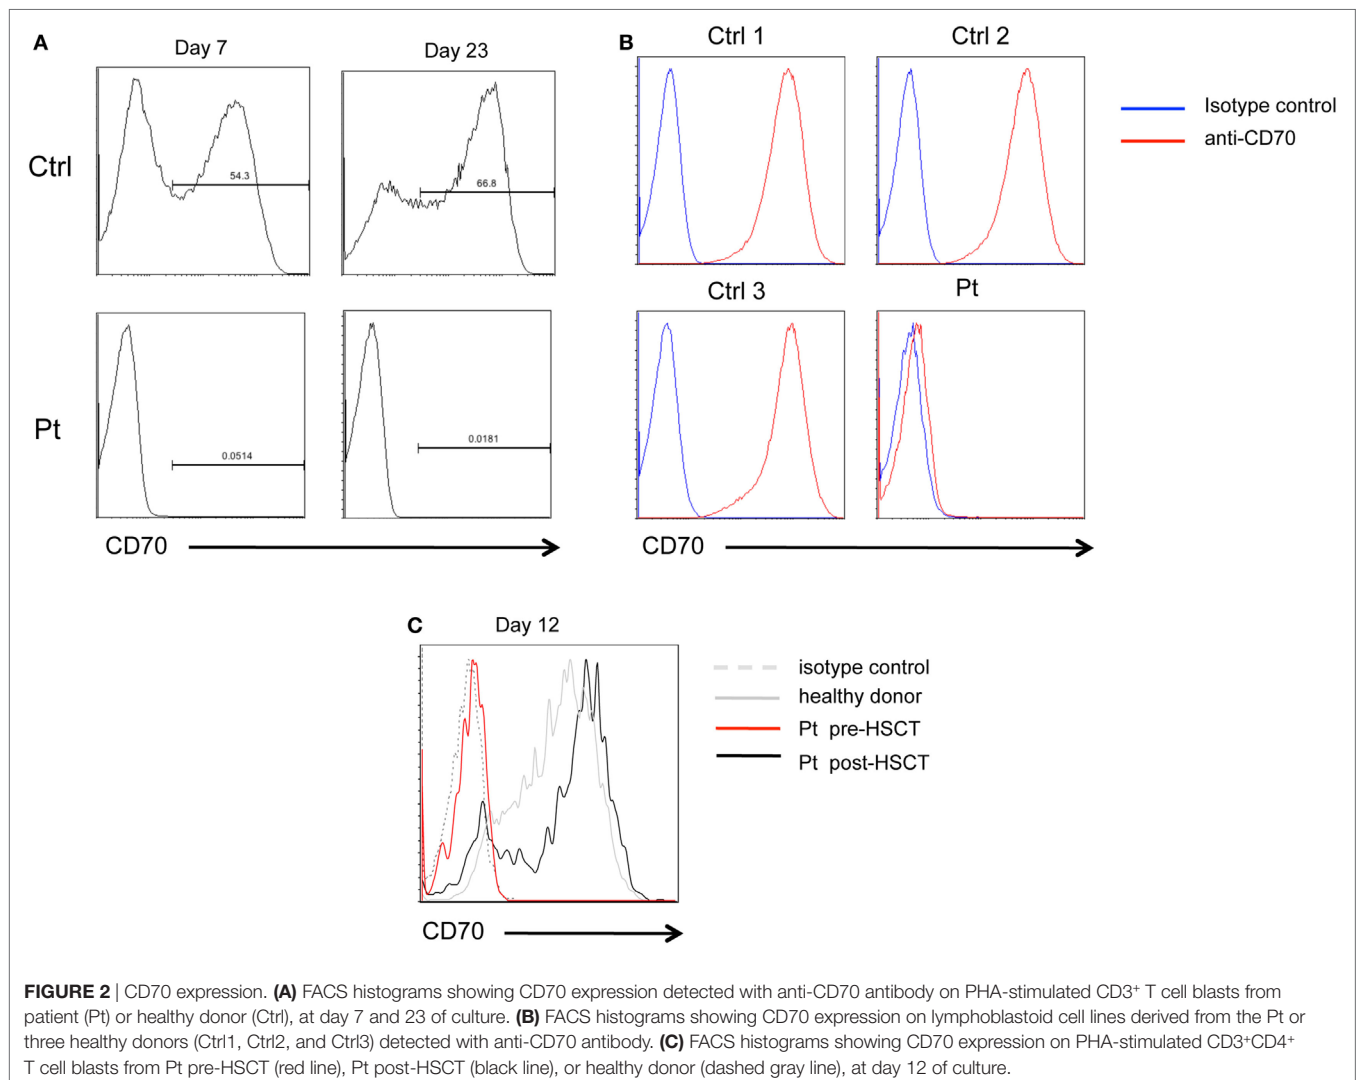 A
Day 7
Day 23
Ctrl
54.3
66.8
Pt
0.0514
0.0181
CD70
B
Ctrl 1
Ctrl 2
Isotype control
anti-CD70
Ctrl 3
Pt
CD70
C
Day 12
isotype control
healthy donor
Pt pre-HSCT
Pt post-HSCT
CD70
FIGURE 2 | CD70 expression. (A) FACS histograms showing CD70 expression detected with anti-CD70 antibody on PHA-stimulated CD3⁺ T cell blasts from
patient (Pt) or healthy donor (Ctrl), at day 7 and 23 of culture. (B) FACS histograms showing CD70 expression on lymphoblastoid cell lines derived from the Pt or
three healthy donors (Ctrl1, Ctrl2, and Ctrl3) detected with anti-CD70 antibody. (C) FACS histograms showing CD70 expression on PHA-stimulated CD3⁺CD4⁺
T cell blasts from Pt pre-HSCT (red line), Pt post-HSCT (black line), or healthy donor (dashed gray line), at day 12 of culture.